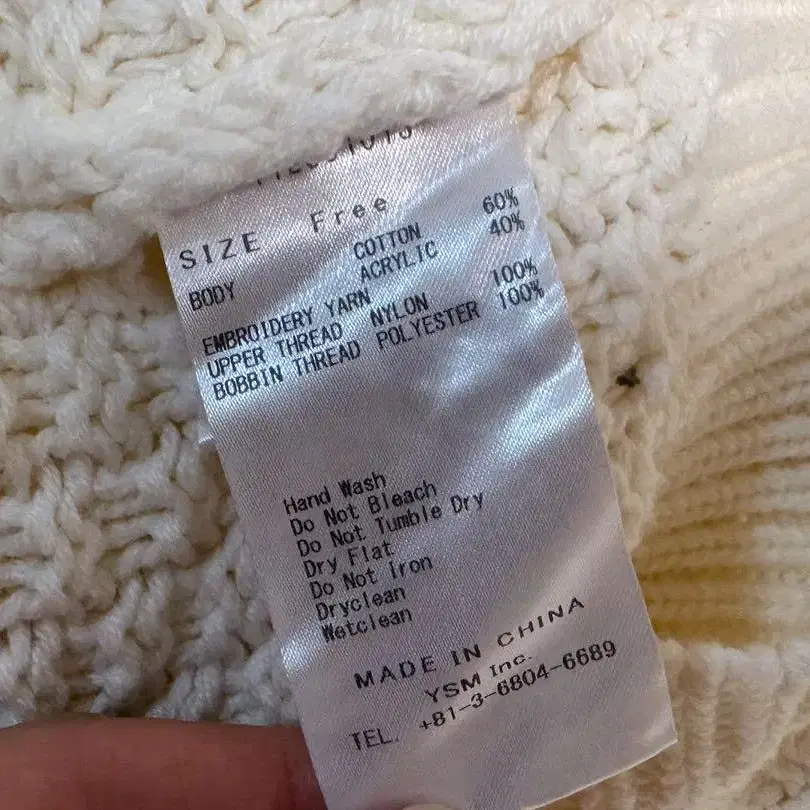 SIZE Free
BODY COTTON 60%
ACRYLIC 40%
EMBROIDERY YARN
UPPER THREAD NYLON 100%
BOBBIN THREAD POLYESTER 100%
Hand Wash
Do Not Bleach
Do Not Tumble Dry
Dry Flat
Do Not Iron
Dryclean
Wetclean
MADE IN CHINA
YSM Inc.
TEL. +81-3-6804-6689